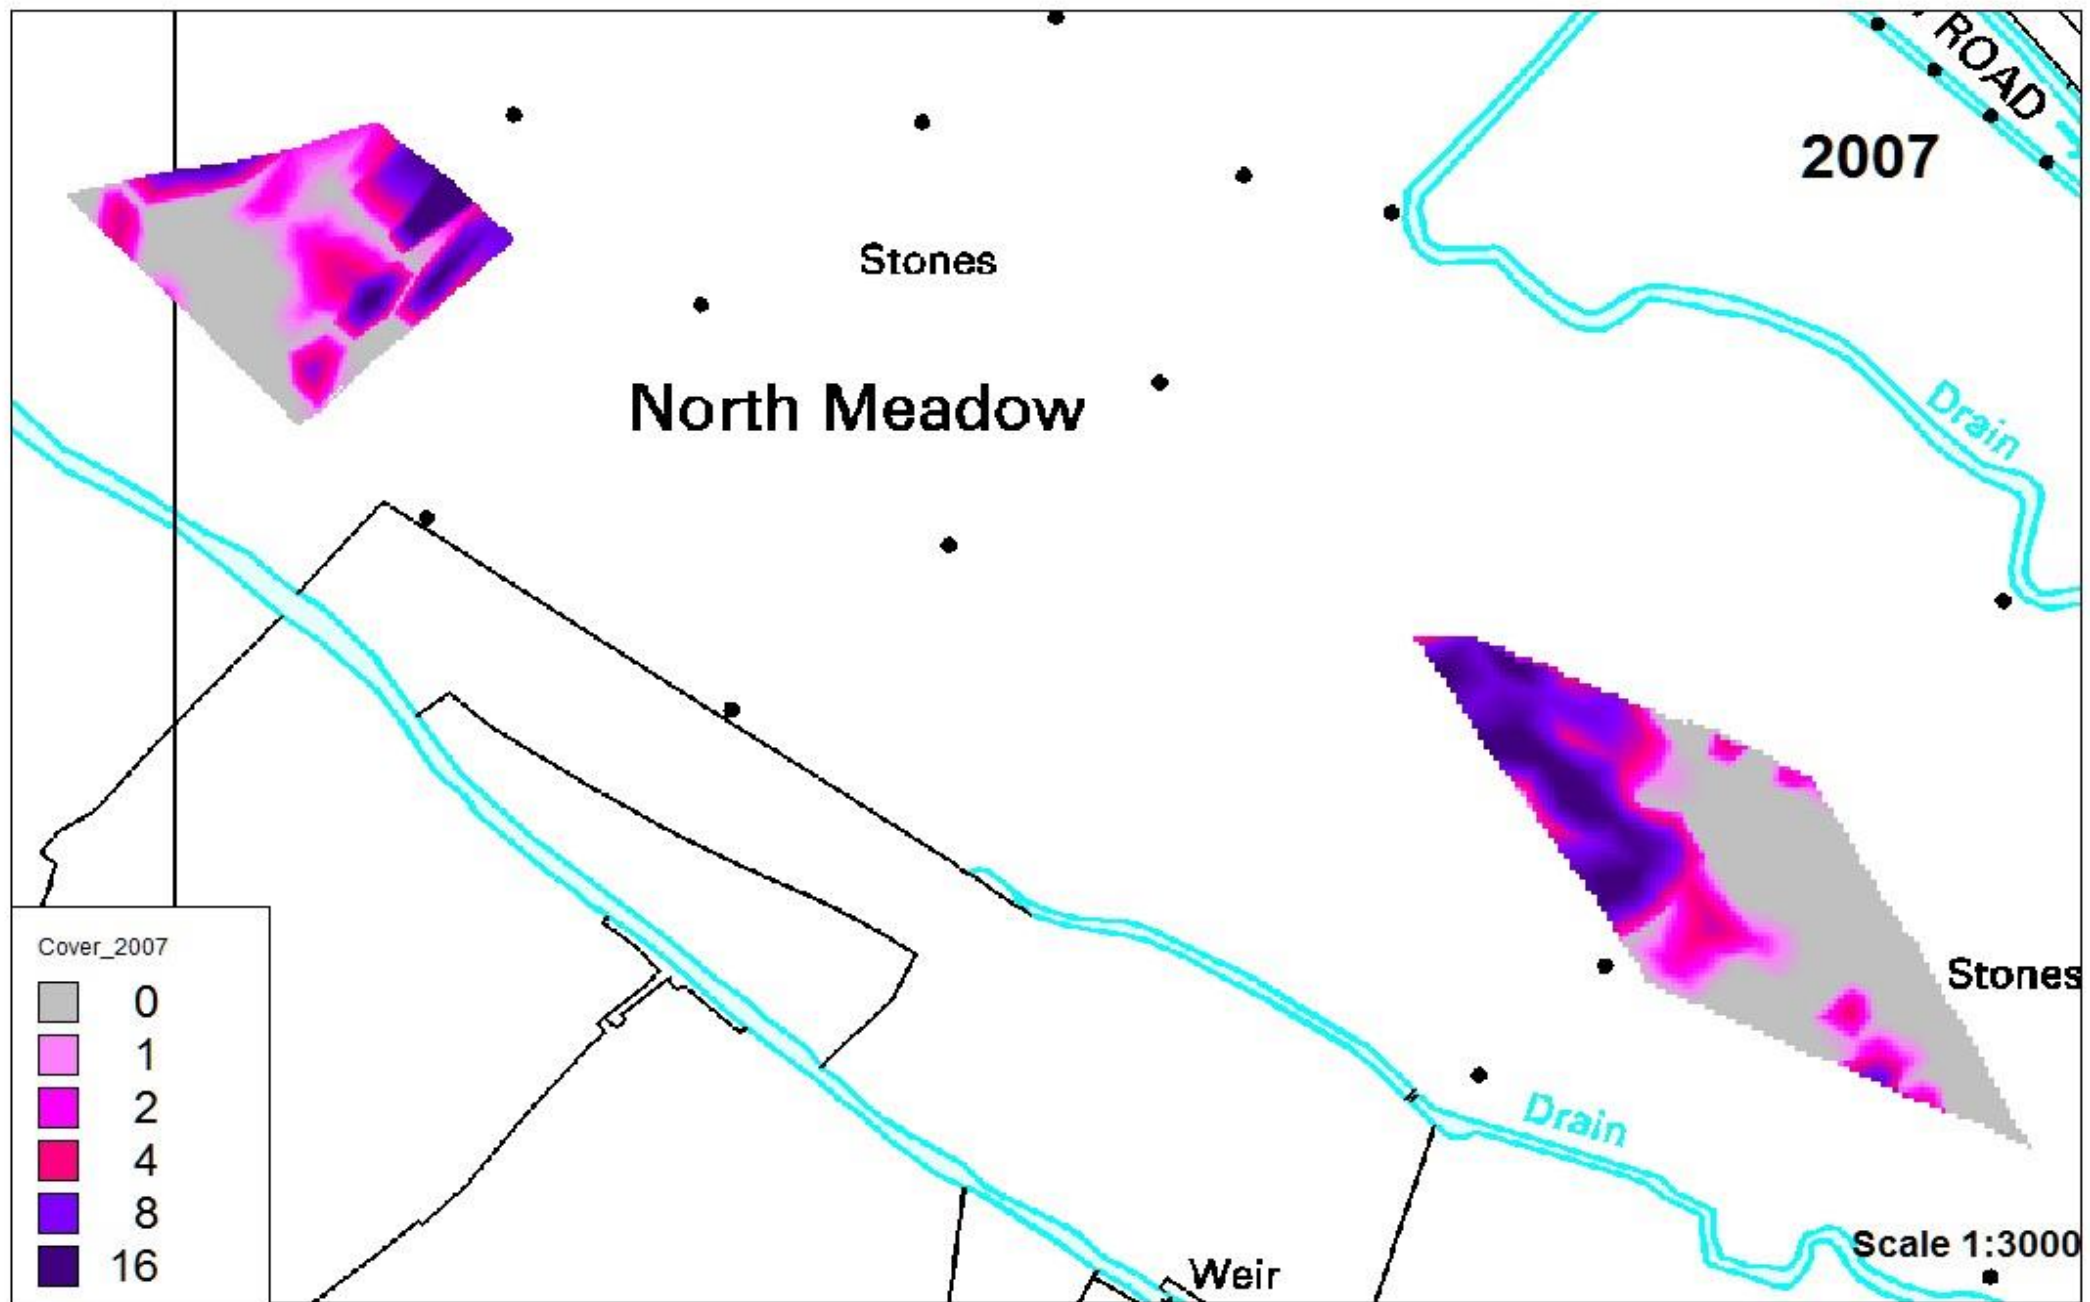 ROAD
2007
Stones
North Meadow
Drain
Stones
Cover_2007
0
1
2
4
8
16
Drain
Scale 1:3000
Weir